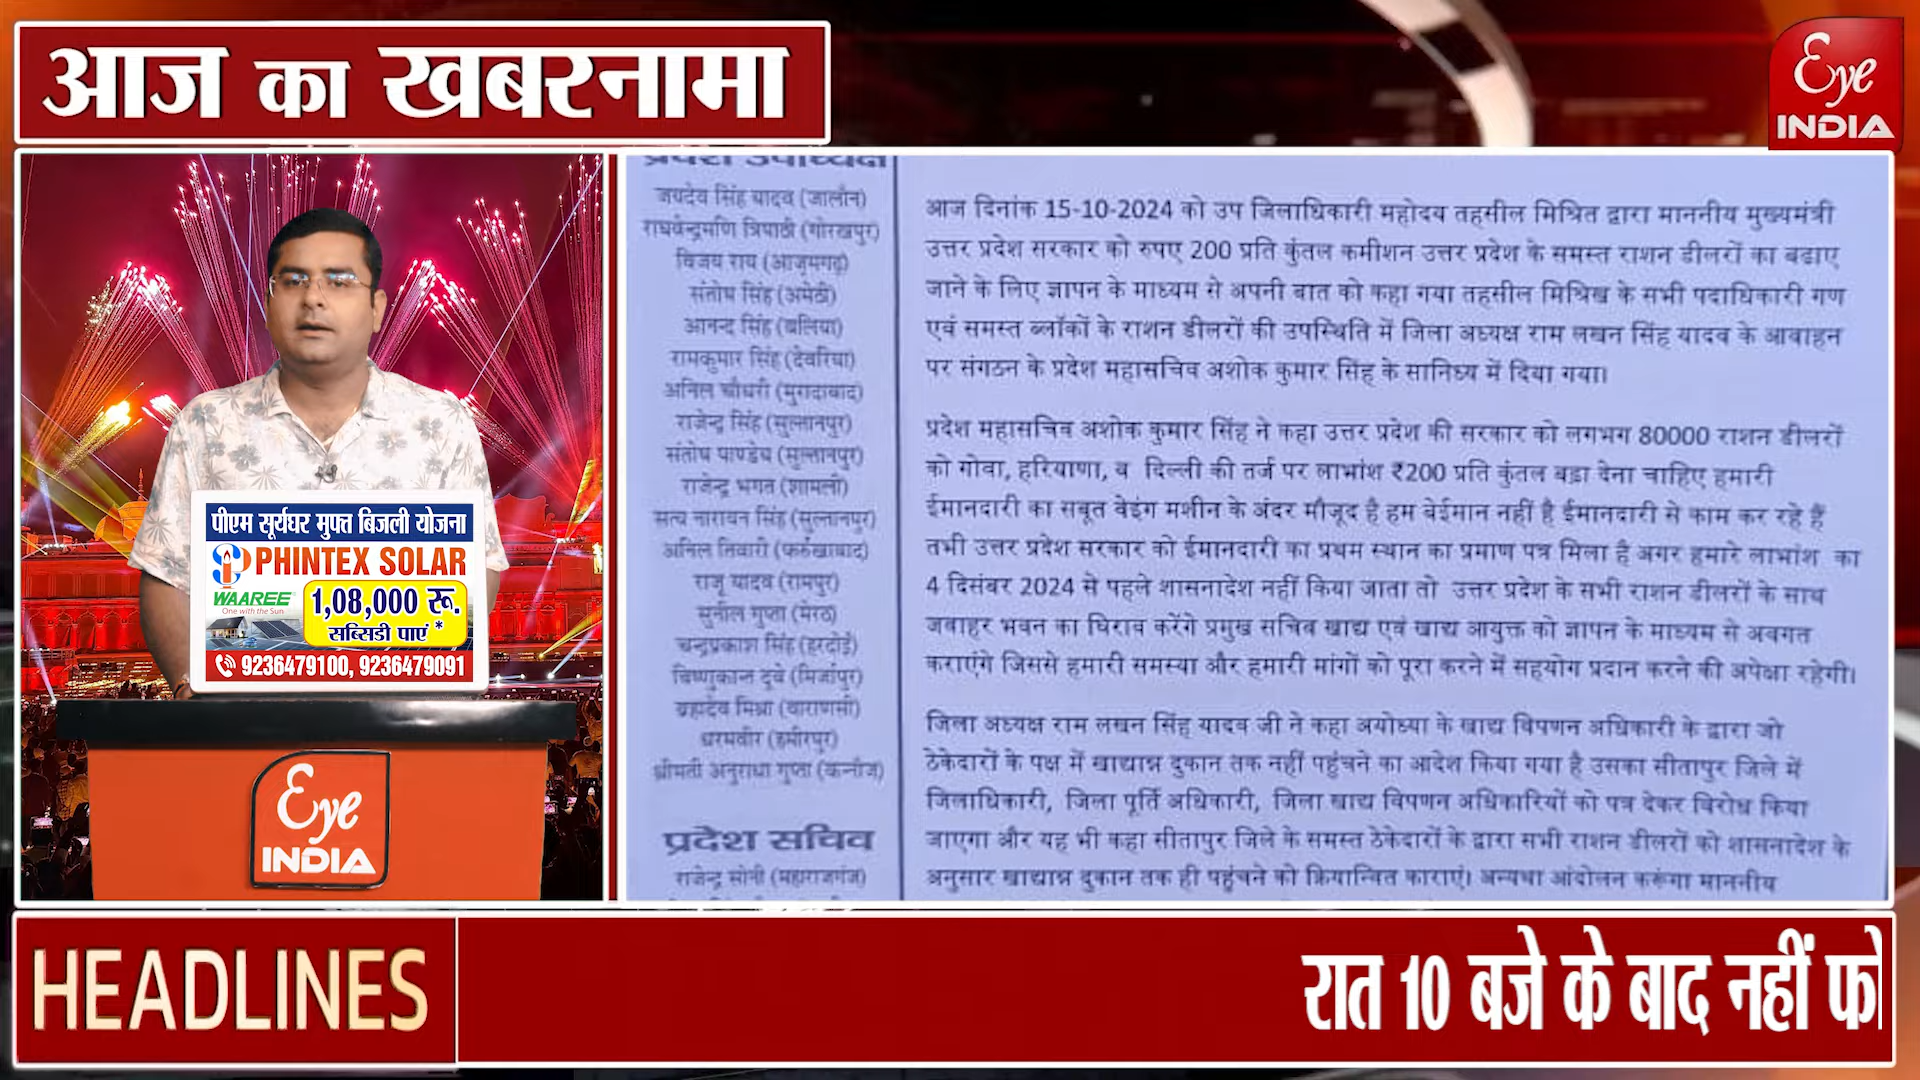 आज का खबरनामा
Eye
INDIA
प्रदेश उपाध्यक्ष
जयदेव सिंह यादव (जालौन)
राघवेन्द्रमणि त्रिपाठी (गोरखपुर)
विजय राय (आजमगढ़)
संतोष सिंह (अमेठी)
आनन्द सिंह (बलिया)
रामकुमार सिंह (देवरिया)
अनिल चौधरी (मुरादाबाद)
राजेन्द्र सिंह (सुल्तानपुर)
संतोष पाण्डेय (सुल्तानपुर)
राजेन्द्र भगत (शामली)
सत्य नारायन सिंह (सुल्तानपुर)
अनिल तिवारी (फर्रुखाबाद)
राजू यादव (रामपुर)
सुनील गुप्ता (मेरठ)
चन्द्रप्रकाश सिंह (हरदोई)
विष्णुकान्त दूबे (मिर्जापुर)
ब्रह्मदेव मिश्रा (वाराणसी)
धरमवीर (हमीरपुर)
श्रीमती अनुराधा गुप्ता (कन्नौज)
प्रदेश सचिव
राजेन्द्र सोनी (महाराजगंज)
आज दिनांक 15-10-2024 को उप जिलाधिकारी महोदय तहसील मिश्रित द्वारा माननीय मुख्यमंत्री
उत्तर प्रदेश सरकार को रुपए 200 प्रति कुंतल कमीशन उत्तर प्रदेश के समस्त राशन डीलरों का बढाए
जाने के लिए ज्ञापन के माध्यम से अपनी बात को कहा गया तहसील मिश्रिख के सभी पदाधिकारी गण
एवं समस्त ब्लॉकों के राशन डीलरों की उपस्थिति में जिला अध्यक्ष राम लखन सिंह यादव के आवाहन
पर संगठन के प्रदेश महासचिव अशोक कुमार सिंह के सानिध्य में दिया गया।
प्रदेश महासचिव अशोक कुमार सिंह ने कहा उत्तर प्रदेश की सरकार को लगभग 80000 राशन डीलरों
को गोवा, हरियाणा, व दिल्ली की तर्ज पर लाभांश ₹200 प्रति कुंतल बड़ा देना चाहिए हमारी
ईमानदारी का सबूत वेइंग मशीन के अंदर मौजूद है हम बेईमान नहीं है ईमानदारी से काम कर रहे हैं
तभी उत्तर प्रदेश सरकार को ईमानदारी का प्रथम स्थान का प्रमाण पत्र मिला है अगर हमारे लाभांश का
4 दिसंबर 2024 से पहले शासनादेश नहीं किया जाता तो उत्तर प्रदेश के सभी राशन डीलरों के साथ
जवाहर भवन का घिराव करेंगे प्रमुख सचिव खाद्य एवं खाद्य आयुक्त को ज्ञापन के माध्यम से अवगत
कराएंगे जिससे हमारी समस्या और हमारी मांगों को पूरा करने में सहयोग प्रदान करने की अपेक्षा रहेगी।
जिला अध्यक्ष राम लखन सिंह यादव जी ने कहा अयोध्या के खाद्य विपणन अधिकारी के द्वारा जो
ठेकेदारों के पक्ष में खाद्यान्न दुकान तक नहीं पहुंचने का आदेश किया गया है उसका सीतापुर जिले में
जिलाधिकारी, जिला पूर्ति अधिकारी, जिला खाद्य विपणन अधिकारियों को पत्र देकर विरोध किया
जाएगा और यह भी कहा सीतापुर जिले के समस्त ठेकेदारों के द्वारा सभी राशन डीलरों को शासनादेश के
अनुसार खाद्यान्न दुकान तक ही पहुंचने को क्रियान्वित काराएं। अन्यथा आंदोलन करूंगा माननीय
पीएम सूर्यघर मुफ्त बिजली योजना
PHINTEX SOLAR
WAAREE
One with the Sun
1,08,000 रू.
सब्सिडी पाएं *
9236479100, 9236479091
Eye
INDIA
HEADLINES
रात 10 बजे के बाद नहीं फो